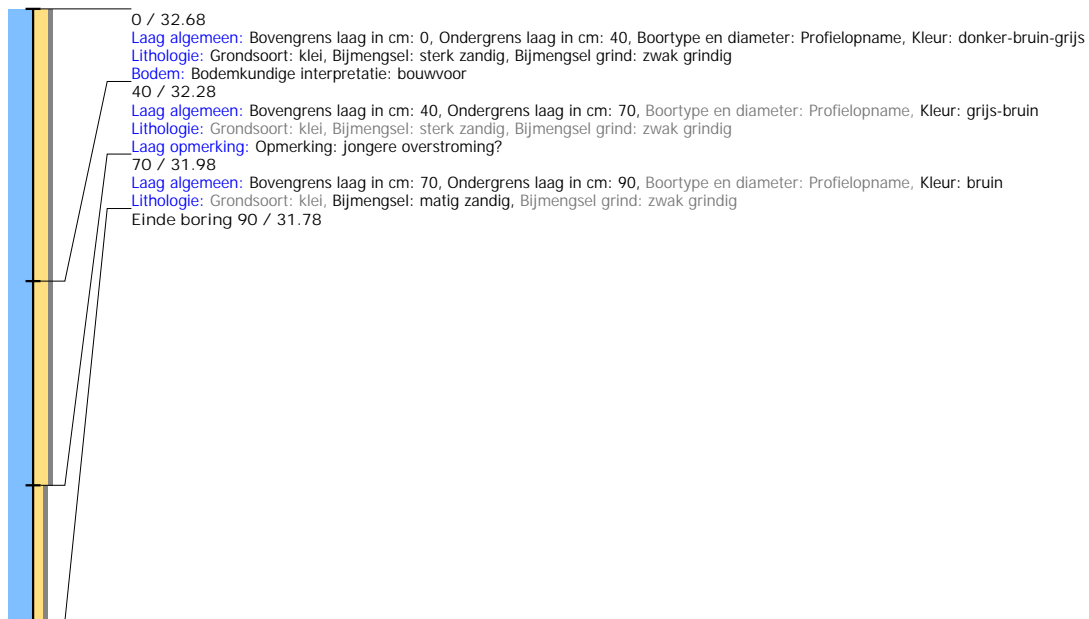 0 / 32.68
Laag algemeen: Bovengrens laag in cm: 0, Ondergrens laag in cm: 40, Boortype en diameter: Profielopname, Kleur: donker-bruin-grijs
Lithologie: Grondsoort: klei, Bijmengsel: sterk zandig, Bijmengsel grind: zwak grindig
Bodem: Bodemkundige interpretatie: bouwvoor
40 / 32.28
Laag algemeen: Bovengrens laag in cm: 40, Ondergrens laag in cm: 70, Boortype en diameter: Profielopname, Kleur: grijs-bruin
Lithologie: Grondsoort: klei, Bijmengsel: sterk zandig, Bijmengsel grind: zwak grindig
Laag opmerking: Opmerking: jongere overstroming?
70 / 31.98
Laag algemeen: Bovengrens laag in cm: 70, Ondergrens laag in cm: 90, Boortype en diameter: Profielopname, Kleur: bruin
Lithologie: Grondsoort: klei, Bijmengsel: matig zandig, Bijmengsel grind: zwak grindig
Einde boring 90 / 31.78